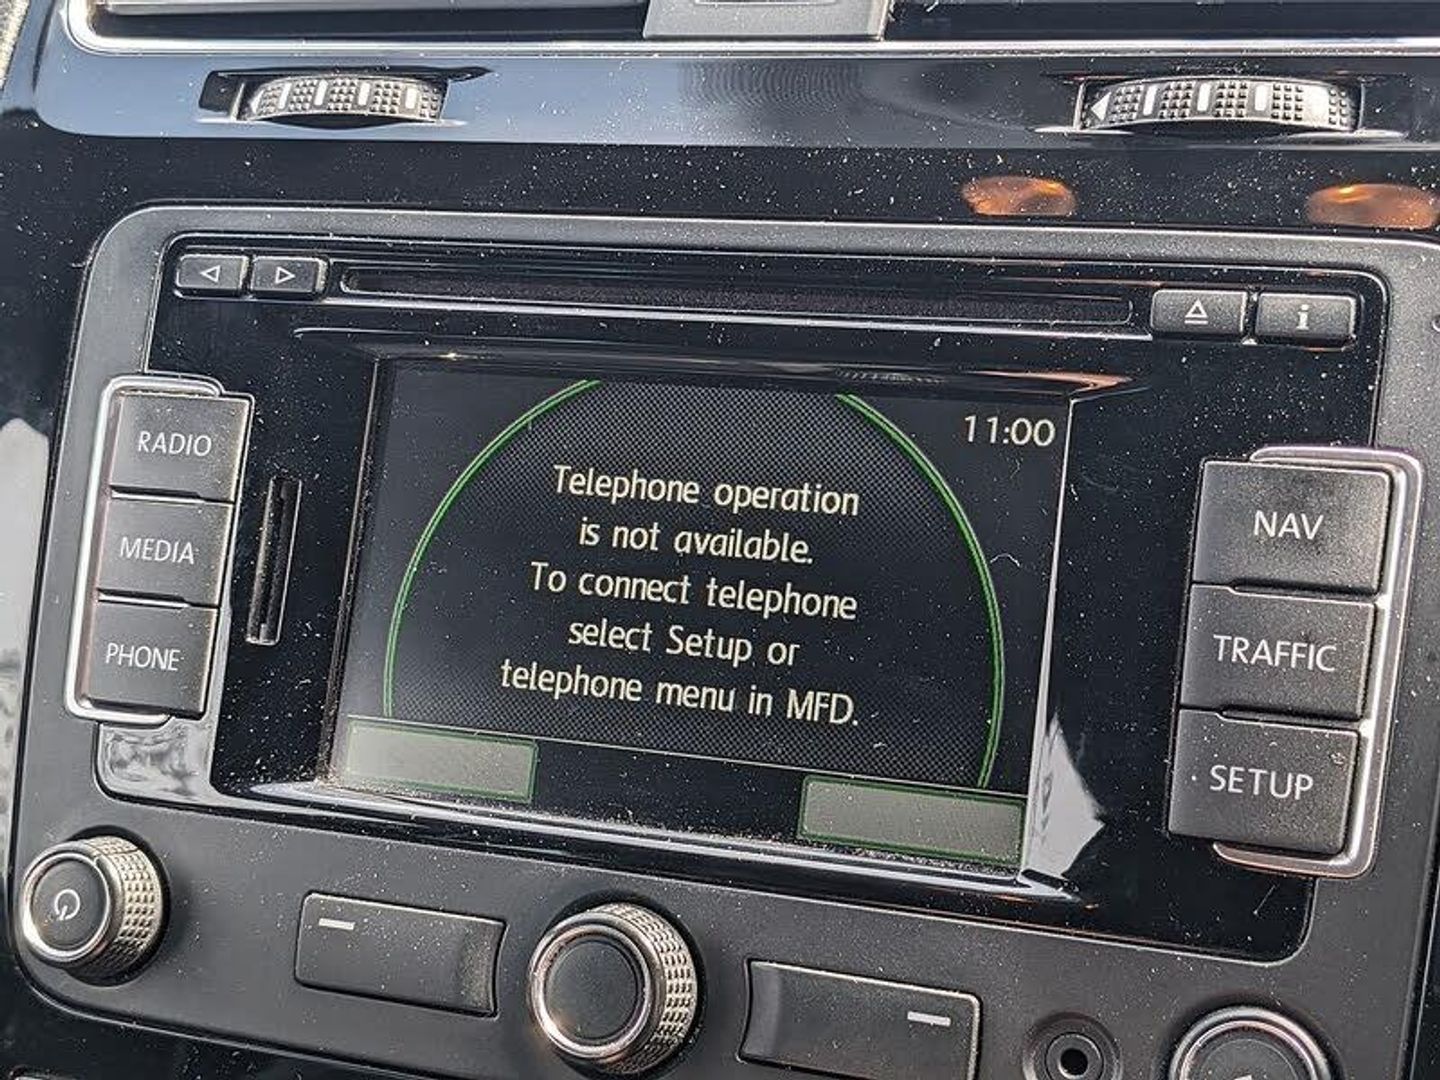 i
11:00
RADIO
MEDIA
PHONE
Telephone operation
is not available.
To connect telephone
select Setup or
telephone menu in MFD.
NAV
TRAFFIC
SETUP